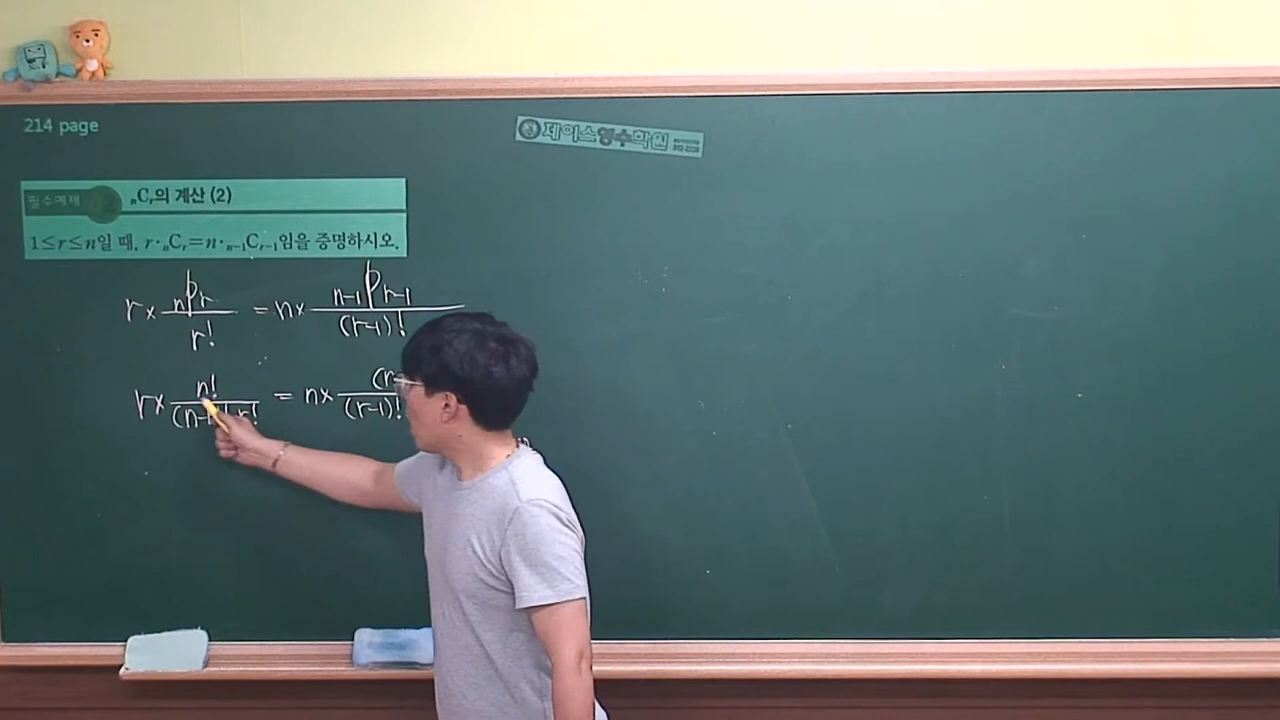 214 page
제이스영수학원
필수예제 02 ₙCᵣ의 계산 (2)
1≤r≤n일 때, r·ₙCᵣ=n·ₙ₋₁Cᵣ₋₁임을 증명하시오.
r× nPr / r! = n× n-1Pr-1 / (r-1)!
r× n! / (n-r)! r! = n× (n / (r-1)!